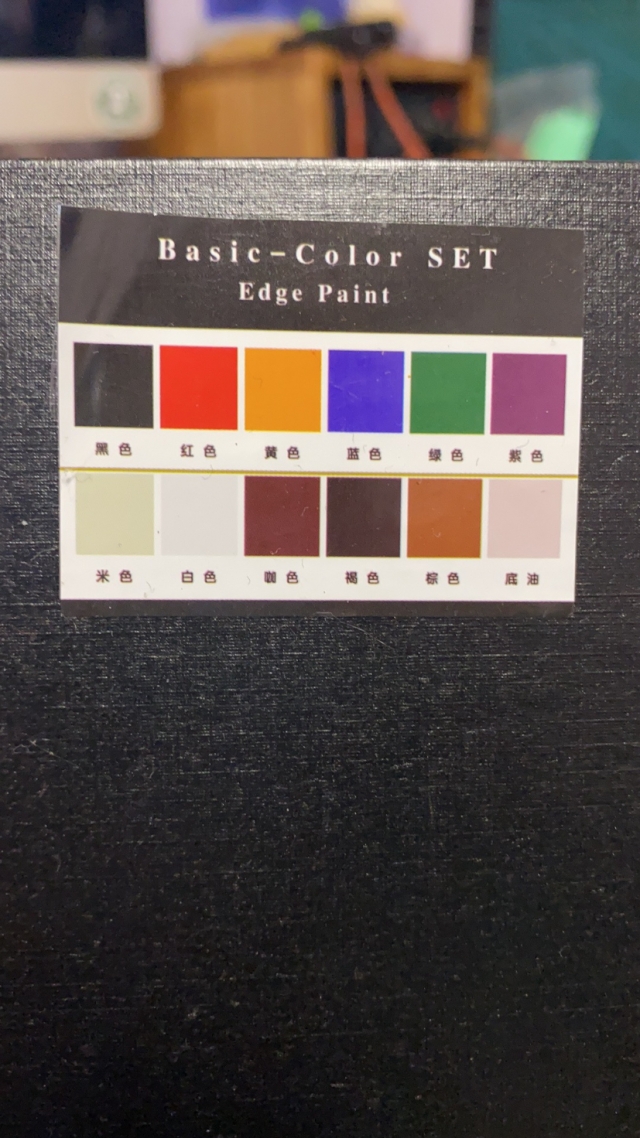 Basic-Color SET
Edge Paint
黑色 红色 黄色 蓝色 绿色 紫色
米色 白色 咖色 褐色 棕色 底油